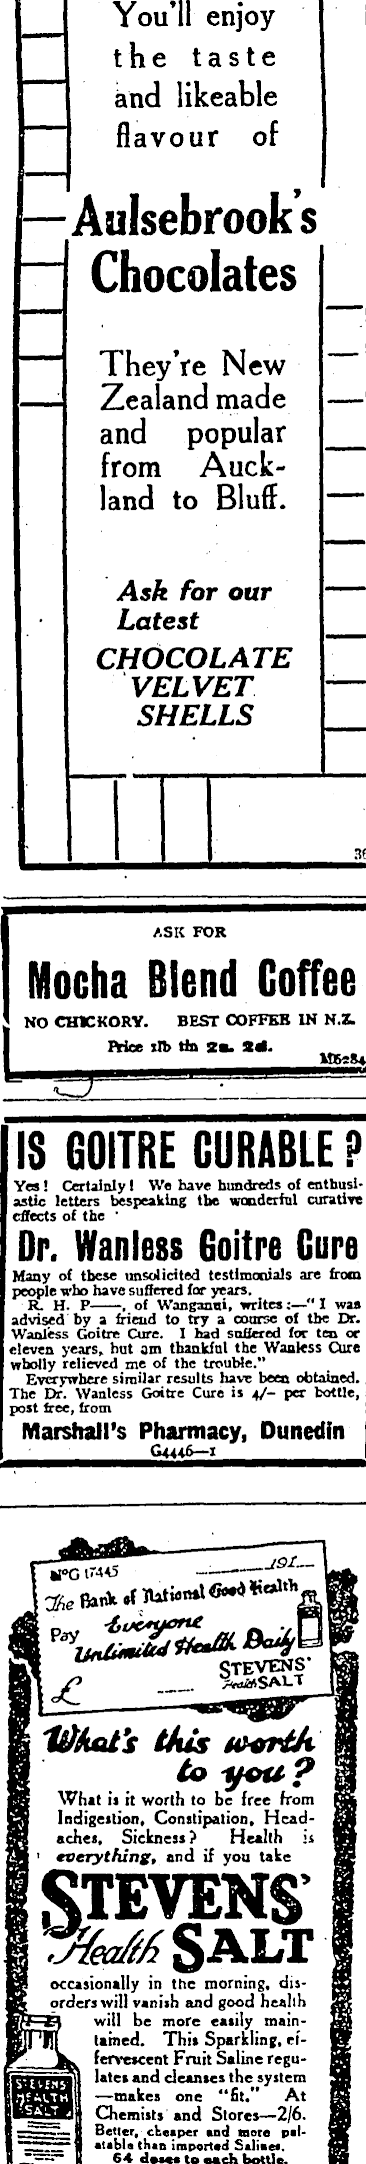 You'll enjoy
the taste
and likeable
flavour of
Aulsebrook's
Chocolates
They're New
Zealand made
and popular
from Auck-
land to Bluff.
Ask for our
Latest
CHOCOLATE
VELVET
SHELLS
36
ASK FOR
Mocha Blend Coffee
NO CHICKORY. BEST COFFEE IN N.Z.
Price 1lb tin 2s. 2d.
M6284
IS GOITRE CURABLE?
Yes! Certainly! We have hundreds of enthusi-
astic letters bespeaking the wonderful curative
effects of the
Dr. Wanless Goitre Cure
Many of these unsolicited testimonials are from
people who have suffered for years.
R. H. P——, of Wanganui, writes:—"I was
advised by a friend to try a course of the Dr.
Wanless Goitre Cure. I had suffered for ten or
eleven years, but am thankful the Wanless Cure
wholly relieved me of the trouble."
Everywhere similar results have been obtained.
The Dr. Wanless Goitre Cure is 4/- per bottle,
post free, from
Marshall's Pharmacy, Dunedin
G4446—1
No G 17445 191
The Bank of National Good Health
Pay Everyone
Unlimited Health Daily
£
STEVENS'
Health SALT
What's this worth
to you?
What is it worth to be free from
Indigestion, Constipation, Head-
aches, Sickness? Health is
everything, and if you take
STEVENS'
Health SALT
occasionally in the morning, dis-
orders will vanish and good health
will be more easily main-
tained. This Sparkling, ef-
fervescent Fruit Saline regu-
lates and cleanses the system
—makes one "fit." At
Chemists and Stores—2/6.
Better, cheaper and more pal-
atable than imported Salines.
64 doses to each bottle.
STEVENS
HEALTH
SALT